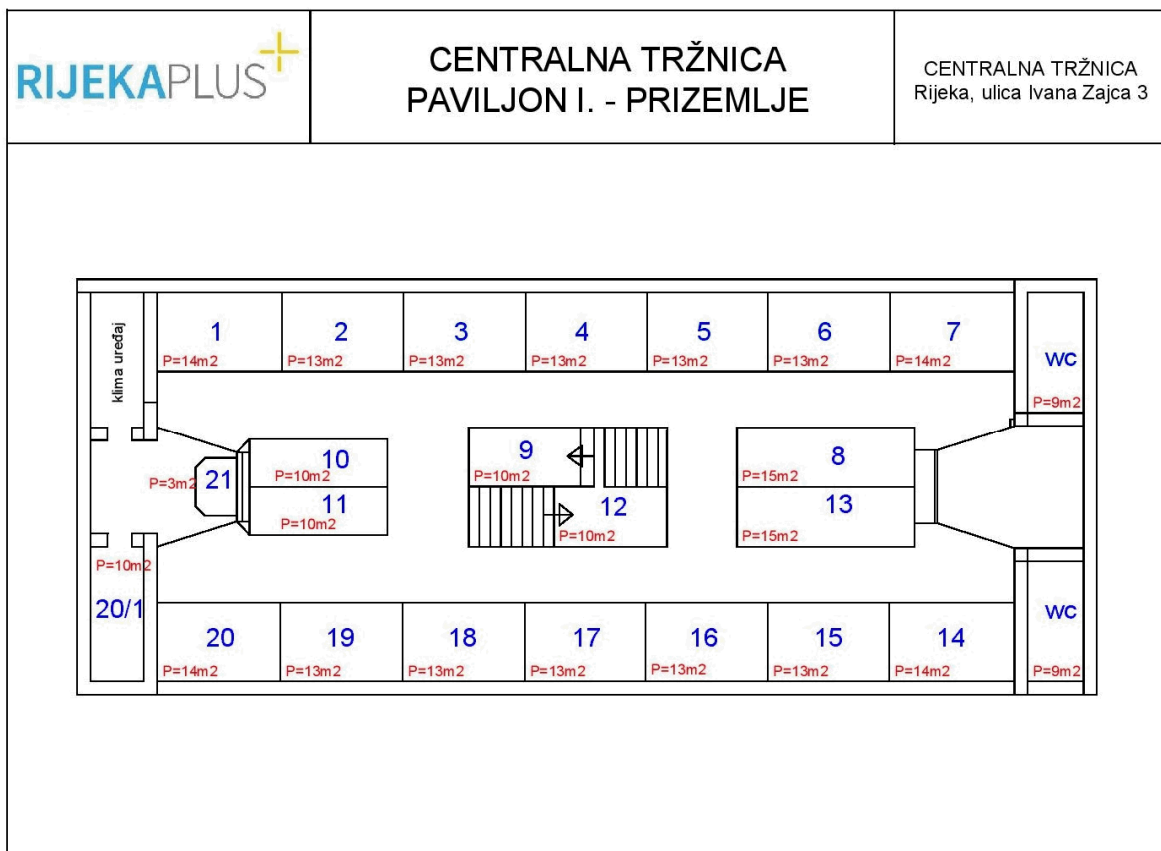 RIJEKAPLUS
CENTRALNA TRŽNICA
PAVILJON I. - PRIZEMLJE
CENTRALNA TRŽNICA
Rijeka, ulica Ivana Zajca 3
klima uređaj
1
P=14m2
2
P=13m2
3
P=13m2
4
P=13m2
5
P=13m2
6
P=13m2
7
P=14m2
wc
P=9m2
21
P=3m2
10
P=10m2
11
P=10m2
9
P=10m2
12
P=10m2
8
P=15m2
13
P=15m2
P=10m2
20/1
20
P=14m2
19
P=13m2
18
P=13m2
17
P=13m2
16
P=13m2
15
P=13m2
14
P=14m2
wc
P=9m2